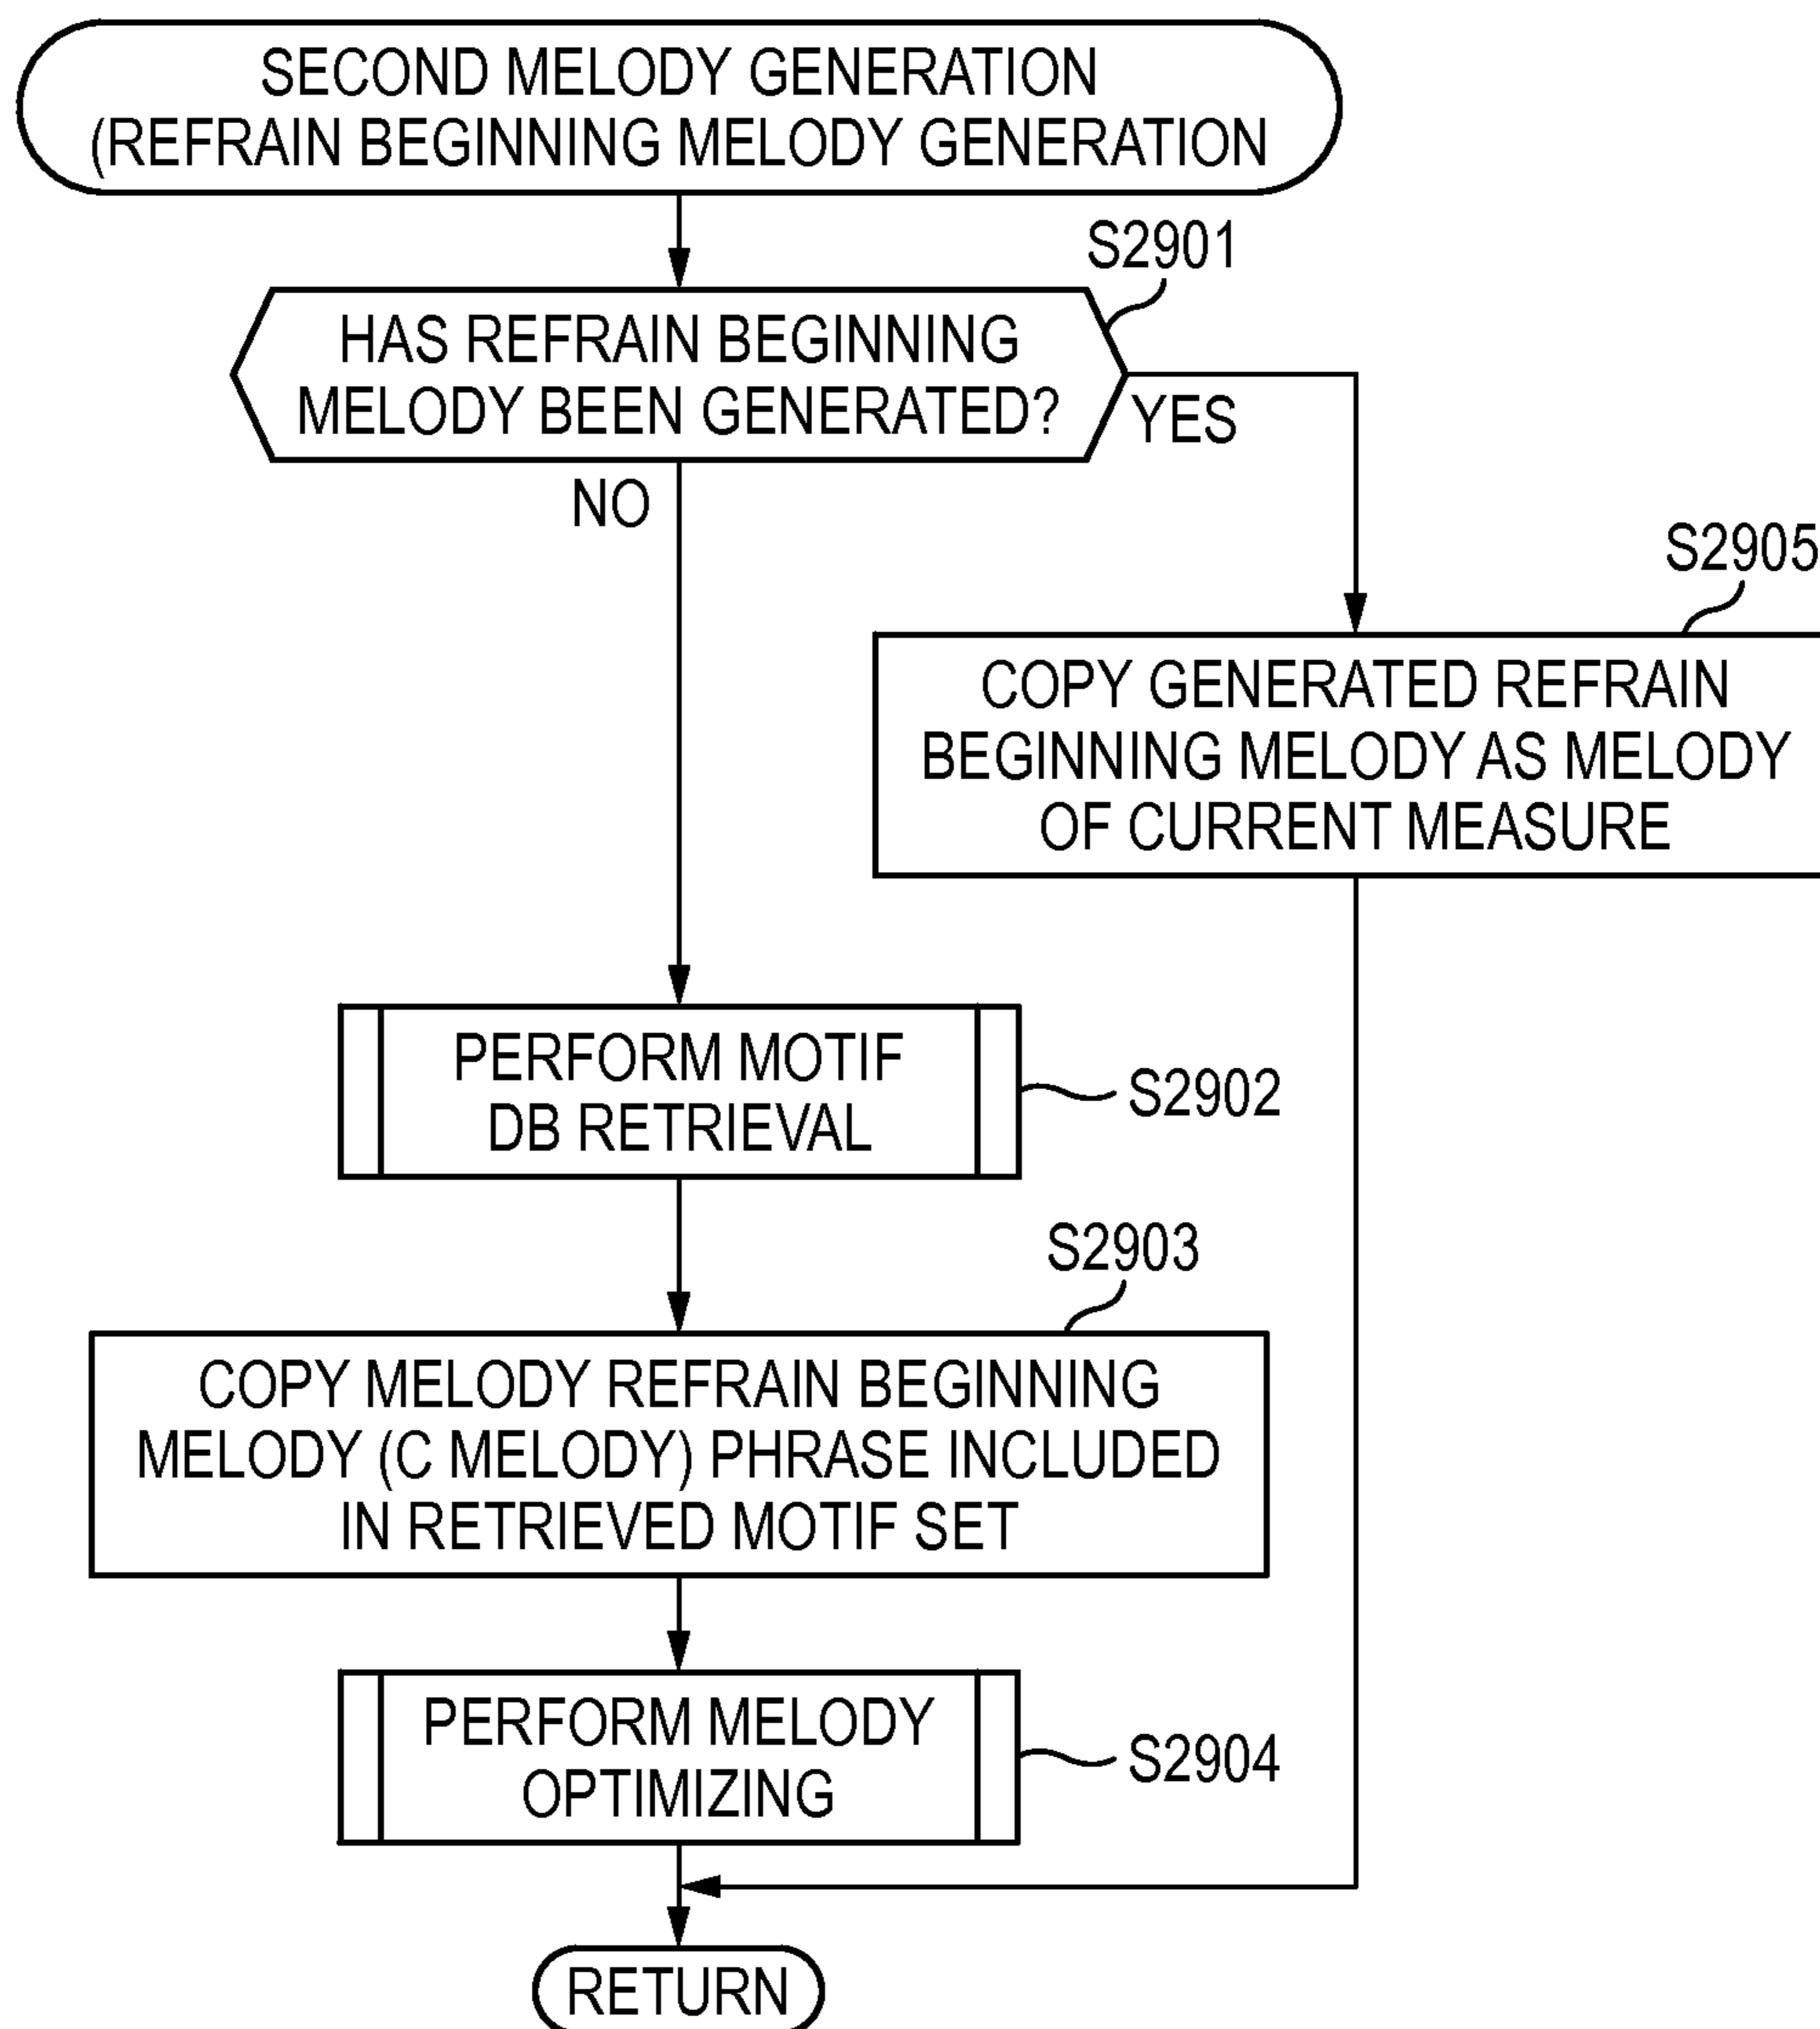 SECOND MELODY GENERATION
(REFRAIN BEGINNING MELODY GENERATION
S2901
HAS REFRAIN BEGINNING
MELODY BEEN GENERATED?
YES
NO
S2905
COPY GENERATED REFRAIN
BEGINNING MELODY AS MELODY
OF CURRENT MEASURE
PERFORM MOTIF
DB RETRIEVAL
S2902
S2903
COPY MELODY REFRAIN BEGINNING
MELODY (C MELODY) PHRASE INCLUDED
IN RETRIEVED MOTIF SET
PERFORM MELODY
OPTIMIZING
S2904
RETURN